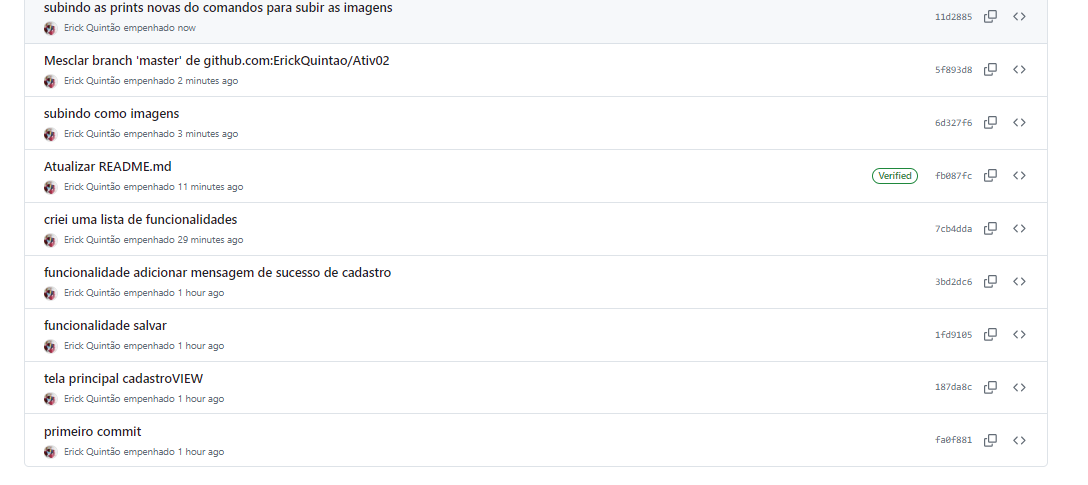 subindo as prints novas do comandos para subir as imagens
Erick Quintão empenhado now
11d2885
Mesclar branch 'master' de github.com:ErickQuintao/Ativ02
Erick Quintão empenhado 2 minutes ago
5f893d8
subindo como imagens
Erick Quintão empenhado 3 minutes ago
6d327f6
Atualizar README.md
Erick Quintão empenhado 11 minutes ago
Verified fb087fc
criei uma lista de funcionalidades
Erick Quintão empenhado 29 minutes ago
7cb4dda
funcionalidade adicionar mensagem de sucesso de cadastro
Erick Quintão empenhado 1 hour ago
3bd2dc6
funcionalidade salvar
Erick Quintão empenhado 1 hour ago
1fd9105
tela principal cadastroVIEW
Erick Quintão empenhado 1 hour ago
187da8c
primeiro commit
Erick Quintão empenhado 1 hour ago
fa0f881